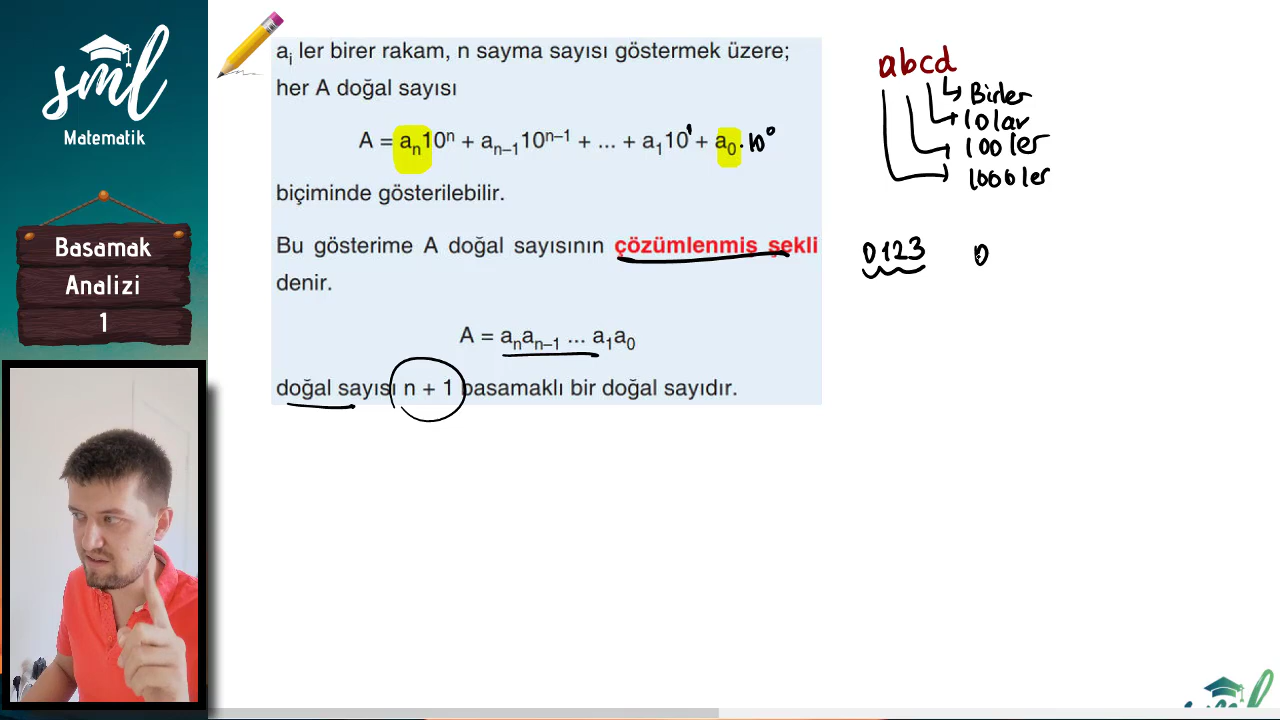 sml
Matematik
Basamak
Analizi
1
aᵢ ler birer rakam, n sayma sayısı göstermek üzere;
her A doğal sayısı
A = aₙ10ⁿ + aₙ₋₁10ⁿ⁻¹ + ... + a₁10¹ + a₀ · 10⁰
biçiminde gösterilebilir.
Bu gösterime A doğal sayısının çözümlenmiş şekli
denir.
A = aₙaₙ₋₁ ... a₁a₀
doğal sayısı n + 1 basamaklı bir doğal sayıdır.
abcd
Birler
10lar
100ler
1000ler
0123 0
sml